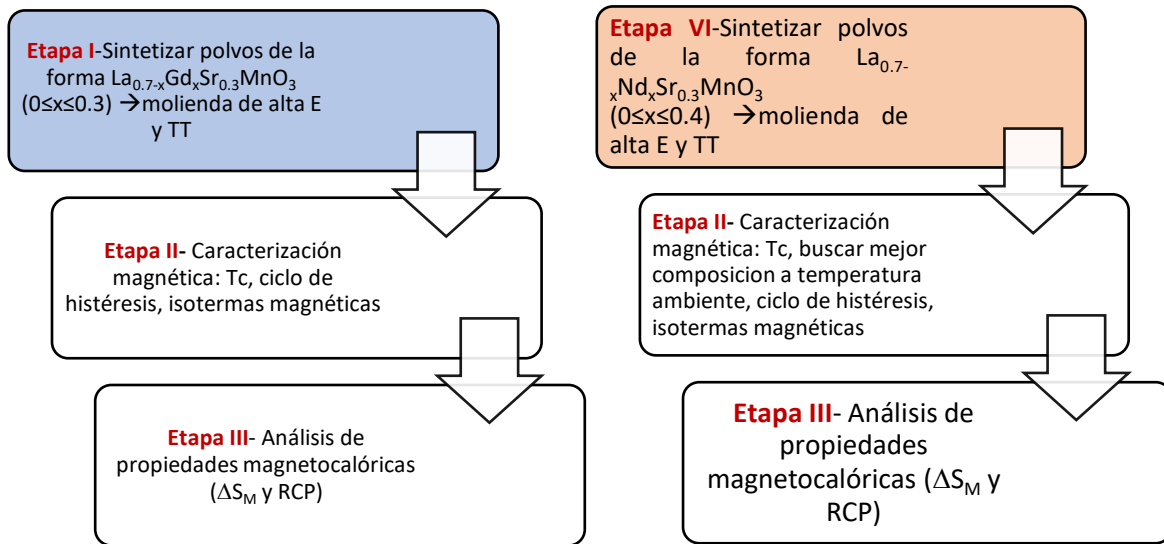 Etapa I-Sintetizar polvos de la
forma La0.7-xGdxSr0.3MnO3
(0≤x≤0.3) →molienda de alta E
y TT
Etapa II- Caracterización
magnética: Tc, ciclo de
histéresis, isotermas magnéticas
Etapa III- Análisis de
propiedades magnetocalóricas
(ΔSM y RCP)
Etapa VI-Sintetizar polvos
de la forma La0.7-
xNdxSr0.3MnO3
(0≤x≤0.4) →molienda de
alta E y TT
Etapa II- Caracterización
magnética: Tc, buscar mejor
composicion a temperatura
ambiente, ciclo de histéresis,
isotermas magnéticas
Etapa III- Análisis de
propiedades
magnetocalóricas (ΔSM y
RCP)